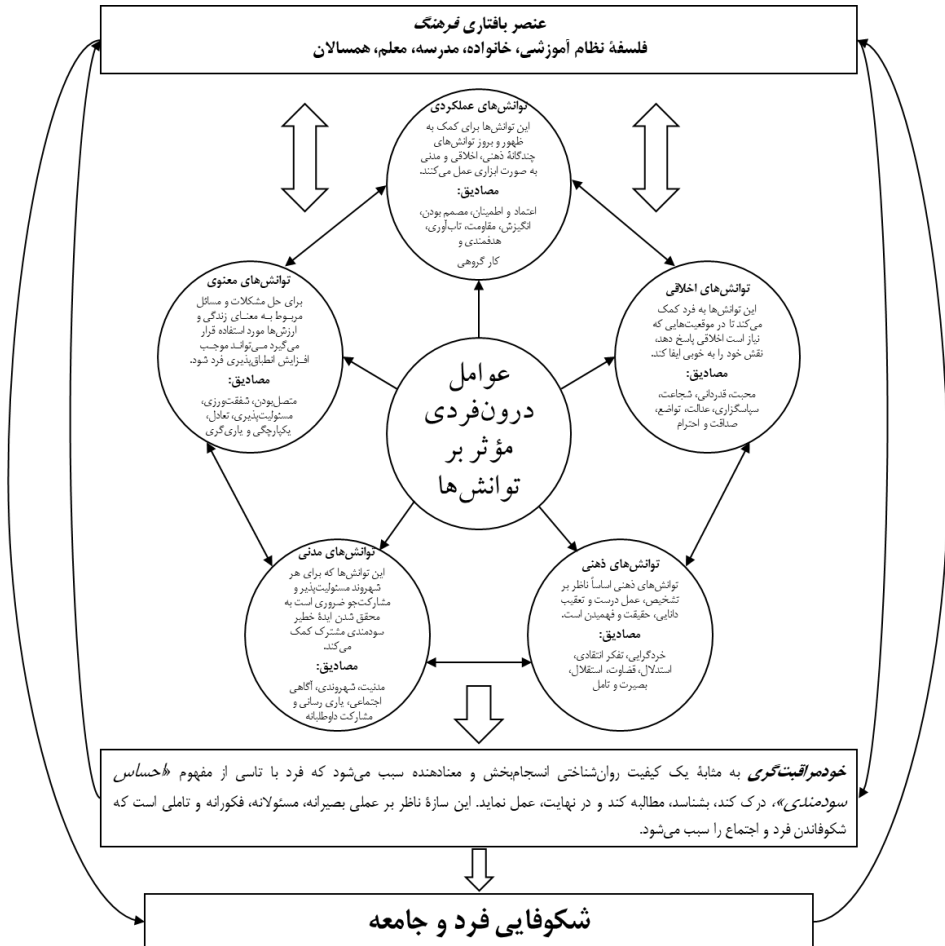 عنصر بافتاری فرهنگ
فلسفهٔ نظام آموزشی، خانواده، مدرسه، معلم، همسالان
توانش‌های عملکردی
این توانش‌ها برای کمک به
ظهور و بروز توانش‌های
چندگانهٔ ذهنی، اخلاقی و مدنی
به صورت ابزاری عمل می‌کنند.
مصادیق:
اعتماد و اطمینان، مصمم بودن،
انگیزش، مقاومت، تاب‌آوری،
هدفمندی و
کار گروهی
توانش‌های اخلاقی
این توانش‌ها به فرد کمک
می‌کند تا در موقعیت‌هایی که
نیاز است اخلاقی پاسخ دهد،
نقش خود را به خوبی ایفا کند.
مصادیق:
محبت، قدردانی، شجاعت،
سپاسگزاری، عدالت، تواضع،
صداقت و احترام
توانش‌های معنوی
برای حل مشکلات و مسائل
مربوط به معنای زندگی و
ارزش‌ها مورد استفاده قرار
می‌گیرد می‌تواند موجب
افزایش انطباق‌پذیری فرد شود.
مصادیق:
متصل‌بودن، شفقت‌ورزی،
مسئولیت‌پذیری، تعادل،
یکپارچگی و یاری‌گری
عوامل
درون‌فردی
مؤثر بر
توانش‌ها
توانش‌های ذهنی
توانش‌های ذهنی اساساً ناظر بر
تشخیص، عمل درست و تعقیب
دانایی، حقیقت و فهمیدن است.
مصادیق:
خردگرایی، تفکر انتقادی،
استدلال، قضاوت، استقلال،
بصیرت و تامل
توانش‌های مدنی
این توانش‌ها که برای هر
شهروند مسئولیت‌پذیر و
مشارکت‌جو ضروری است به
محقق شدن ایدهٔ خطیر
سودمندی مشترک کمک
می‌کند.
مصادیق:
مدنیت، شهروندی، آگاهی
اجتماعی، یاری رسانی و
مشارکت داوطلبانه
خودمراقبت‌گری به مثابهٔ یک کیفیت روان‌شناختی انسجام‌بخش و معنادهنده سبب می‌شود که فرد با تاسی از مفهوم «احساس
سودمندی»، درک کند، بشناسد، مطالبه کند و در نهایت، عمل نماید. این سازهٔ ناظر بر عملی بصیرانه، مسئولانه، فکورانه و تاملی است که
شکوفاندن فرد و اجتماع را سبب می‌شود.
شکوفایی فرد و جامعه